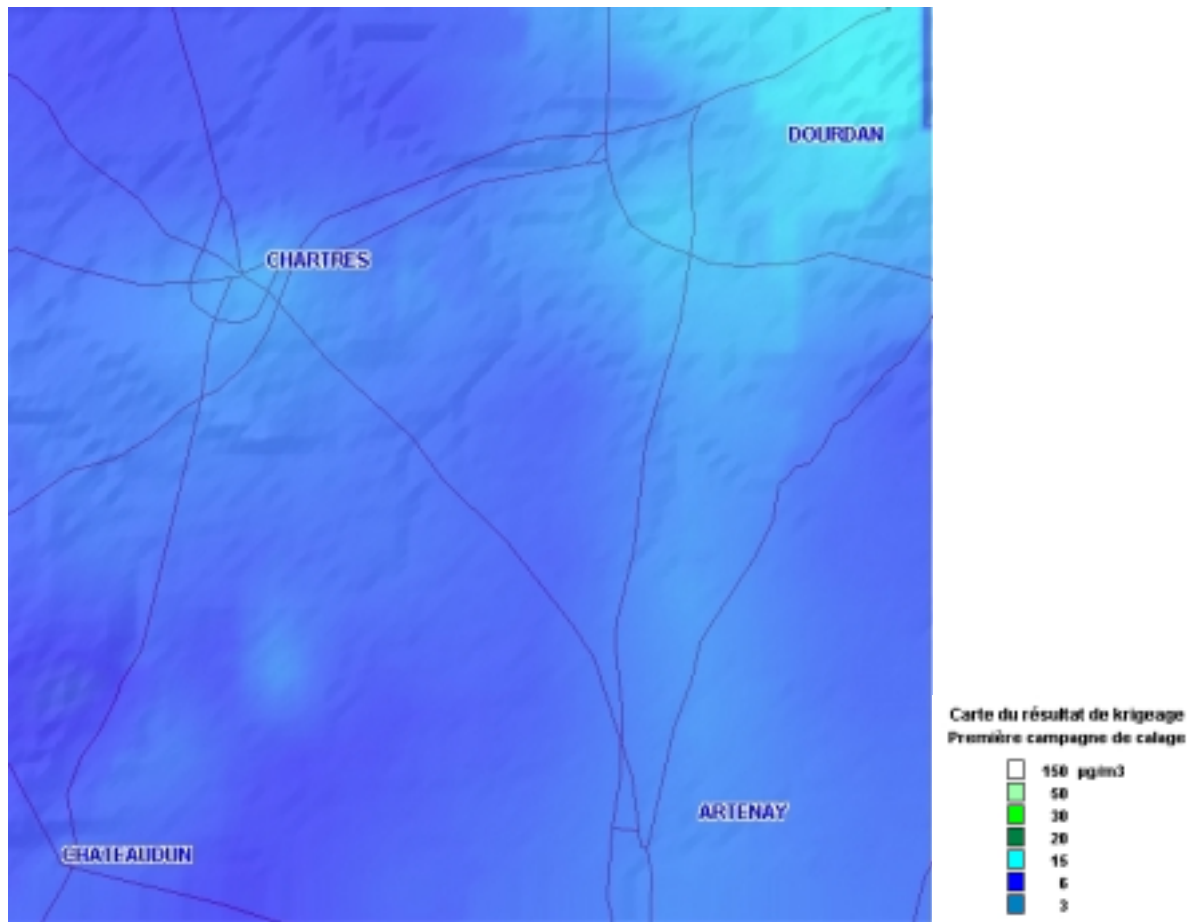 DOURDAN
CHARTRES
ARTENAY
CHATEAUDUN
Carte du résultat de krigeage
Première campagne de calage
150 µg/m3
50
30
20
15
6
3